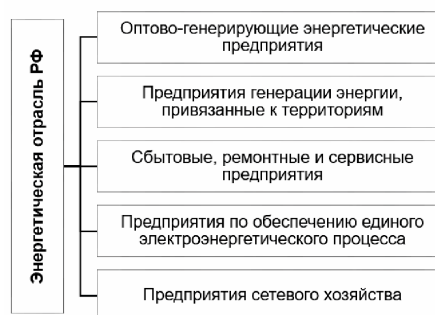 Энергетическая отрасль РФ
Оптово-генерирующие энергетические
предприятия
Предприятия генерации энергии,
привязанные к территориям
Сбытовые, ремонтные и сервисные
предприятия
Предприятия по обеспечению единого
электроэнергетического процесса
Предприятия сетевого хозяйства